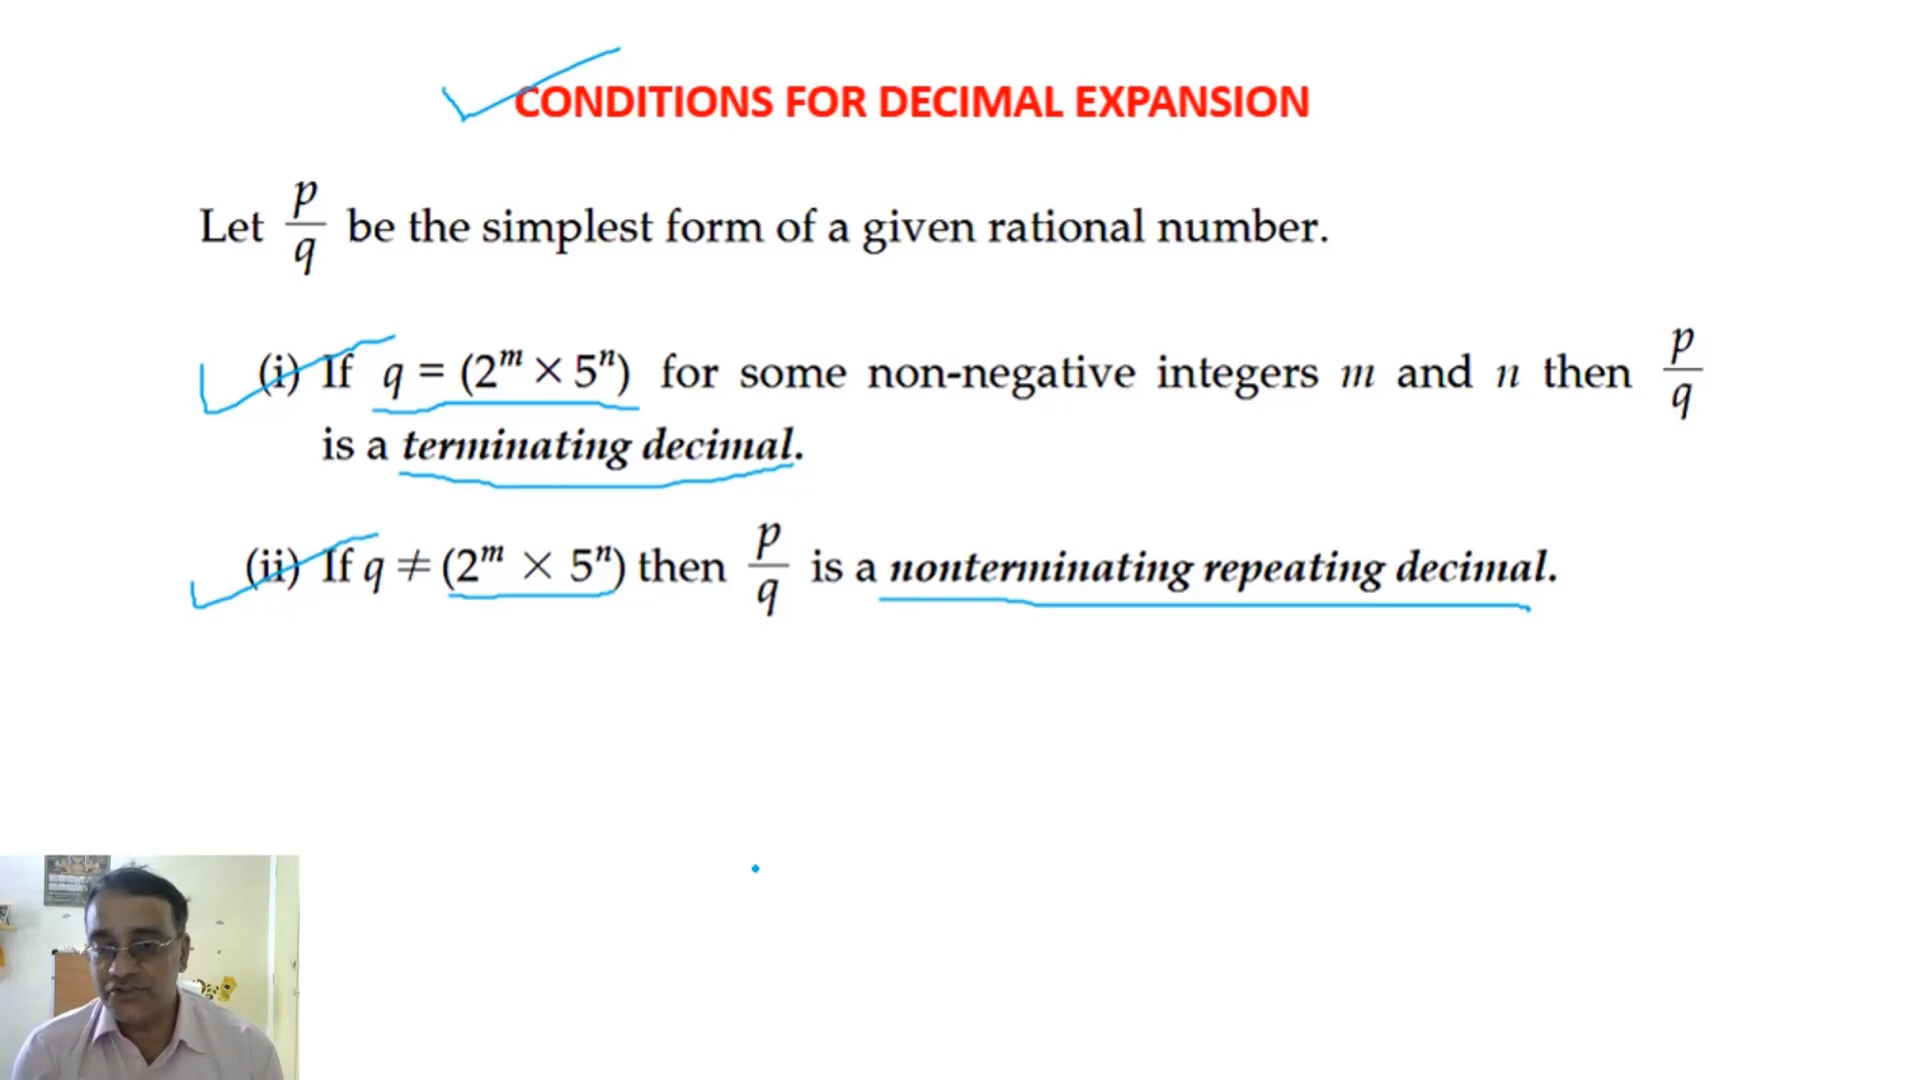 CONDITIONS FOR DECIMAL EXPANSION
Let p/q be the simplest form of a given rational number.
(i) If q = (2^m × 5^n) for some non-negative integers m and n then p/q
is a terminating decimal.
(ii) If q ≠ (2^m × 5^n) then p/q is a nonterminating repeating decimal.